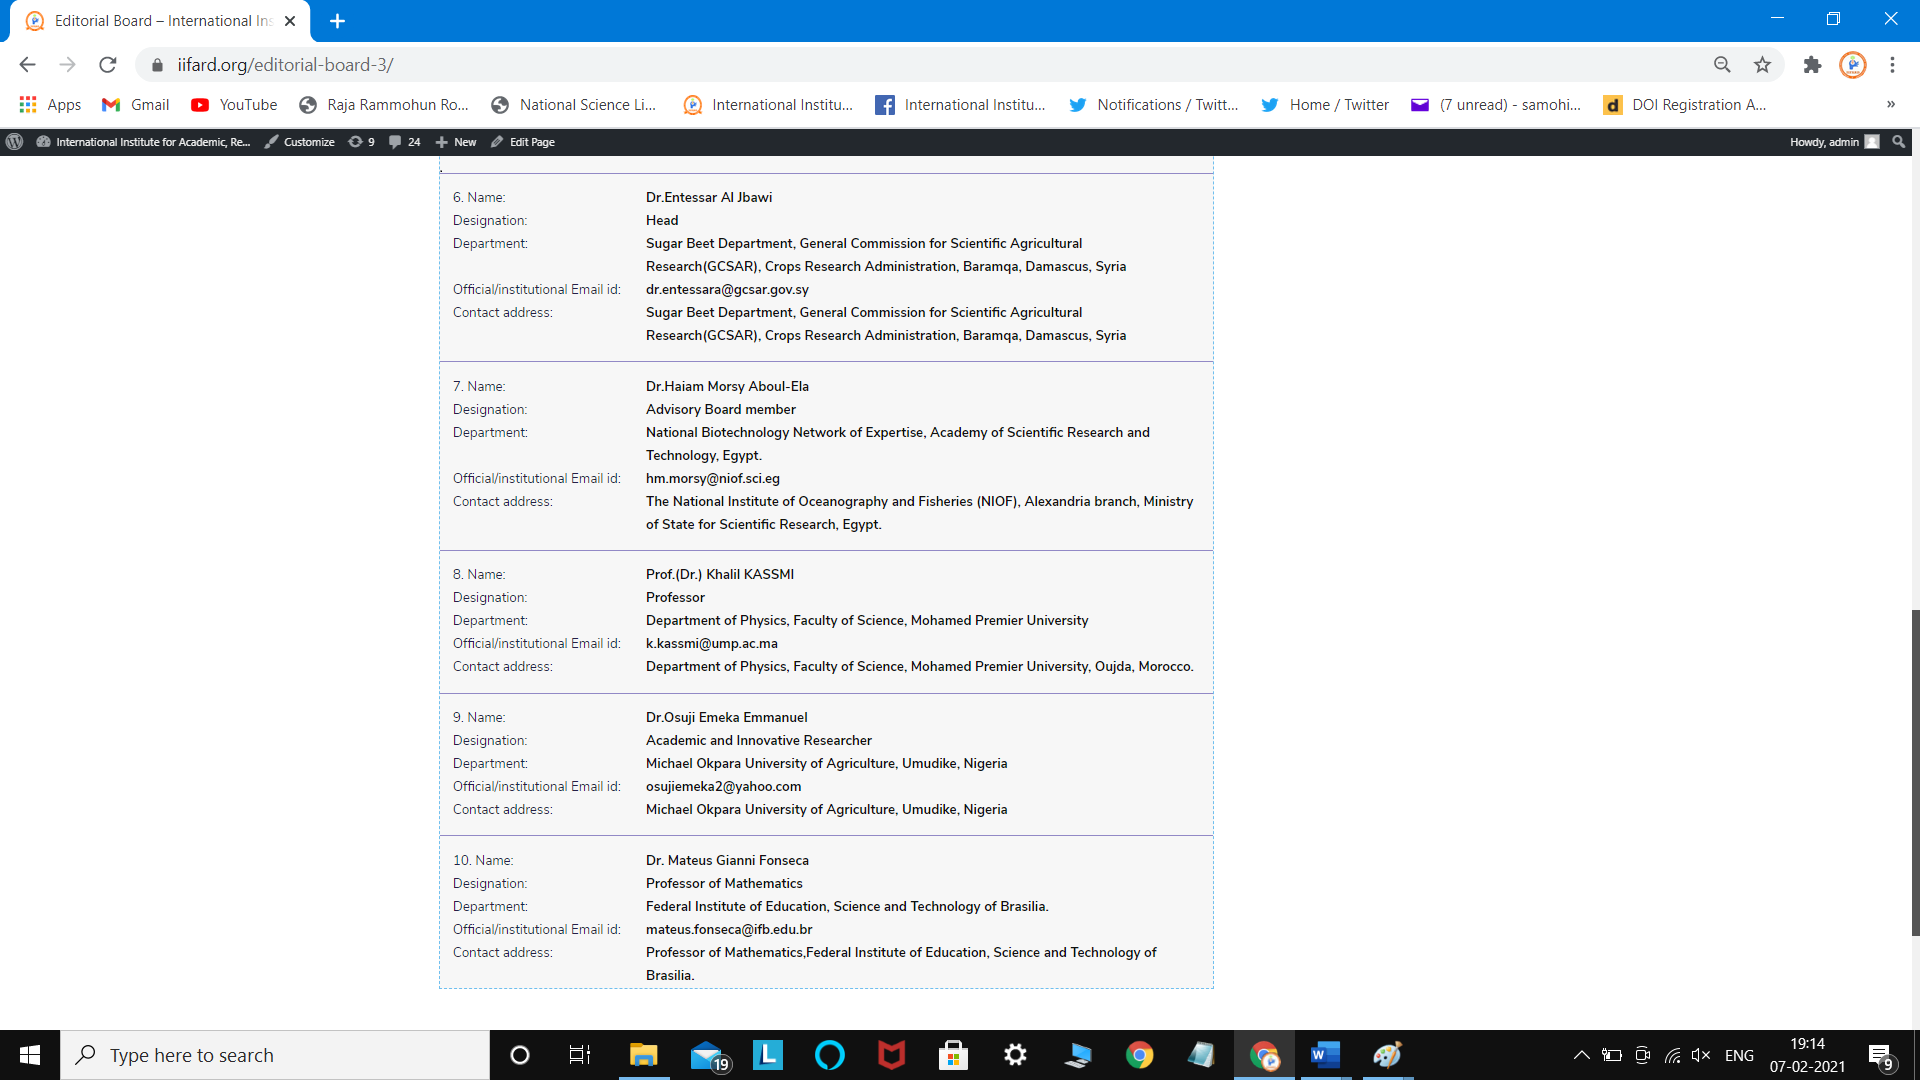 Editorial Board – International Ins
iifard.org/editorial-board-3/
Apps Gmail YouTube Raja Rammohun Ro... National Science Li... International Institu... International Institu... Notifications / Twitt... Home / Twitter (7 unread) - samohi... DOI Registration A... »
International Institute for Academic, Re... Customize 9 24 New Edit Page Howdy, admin
.
6. Name: Dr.Entessar Al Jbawi
Designation: Head
Department: Sugar Beet Department, General Commission for Scientific Agricultural
Research(GCSAR), Crops Research Administration, Baramqa, Damascus, Syria
Official/institutional Email id: dr.entessara@gcsar.gov.sy
Contact address: Sugar Beet Department, General Commission for Scientific Agricultural
Research(GCSAR), Crops Research Administration, Baramqa, Damascus, Syria
7. Name: Dr.Haiam Morsy Aboul-Ela
Designation: Advisory Board member
Department: National Biotechnology Network of Expertise, Academy of Scientific Research and
Technology, Egypt.
Official/institutional Email id: hm.morsy@niof.sci.eg
Contact address: The National Institute of Oceanography and Fisheries (NIOF), Alexandria branch, Ministry
of State for Scientific Research, Egypt.
8. Name: Prof.(Dr.) Khalil KASSMI
Designation: Professor
Department: Department of Physics, Faculty of Science, Mohamed Premier University
Official/institutional Email id: k.kassmi@ump.ac.ma
Contact address: Department of Physics, Faculty of Science, Mohamed Premier University, Oujda, Morocco.
9. Name: Dr.Osuji Emeka Emmanuel
Designation: Academic and Innovative Researcher
Department: Michael Okpara University of Agriculture, Umudike, Nigeria
Official/institutional Email id: osujiemeka2@yahoo.com
Contact address: Michael Okpara University of Agriculture, Umudike, Nigeria
10. Name: Dr. Mateus Gianni Fonseca
Designation: Professor of Mathematics
Department: Federal Institute of Education, Science and Technology of Brasilia.
Official/institutional Email id: mateus.fonseca@ifb.edu.br
Contact address: Professor of Mathematics,Federal Institute of Education, Science and Technology of
Brasilia.
Type here to search 19 ENG 19:14
07-02-2021 9